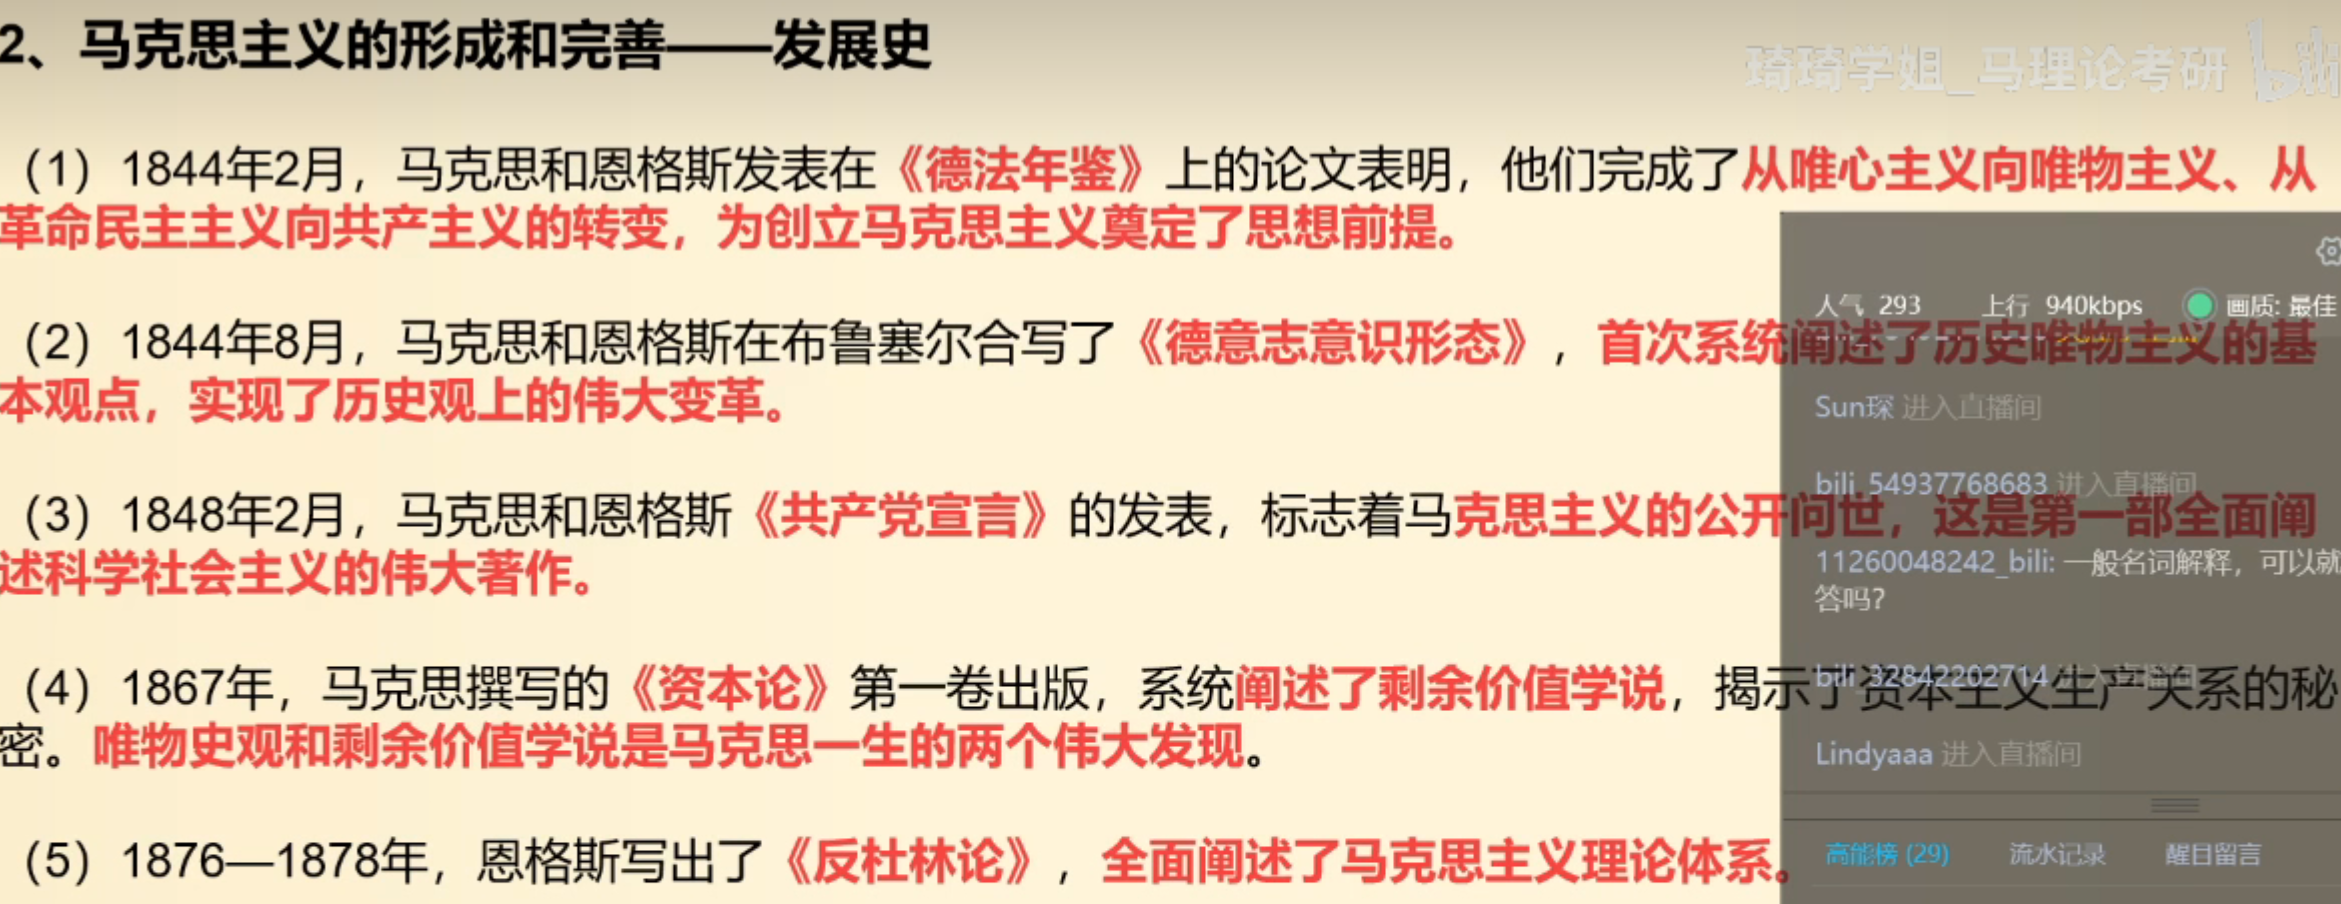 2、马克思主义的形成和完善——发展史
琦琦学姐_马理论考研 bili
（1）1844年2月，马克思和恩格斯发表在《德法年鉴》上的论文表明，他们完成了从唯心主义向唯物主义、从
革命民主主义向共产主义的转变，为创立马克思主义奠定了思想前提。
（2）1844年8月，马克思和恩格斯在布鲁塞尔合写了《德意志意识形态》，首次系统阐述了历史唯物主义的基
本观点，实现了历史观上的伟大变革。
（3）1848年2月，马克思和恩格斯《共产党宣言》的发表，标志着马克思主义的公开问世，这是第一部全面阐
述科学社会主义的伟大著作。
（4）1867年，马克思撰写的《资本论》第一卷出版，系统阐述了剩余价值学说，揭示了资本主义生产关系的秘
密。唯物史观和剩余价值学说是马克思一生的两个伟大发现。
（5）1876—1878年，恩格斯写出了《反杜林论》，全面阐述了马克思主义理论体系。
人气 293 上行 940kbps 画质: 最佳
Sun琛 进入直播间
bili_54937768683 进入直播间
11260048242_bili: 一般名词解释，可以就
答吗?
bili_32842202714 进入直播间
Lindyaaa 进入直播间
高能榜 (29) 流水记录 醒目留言